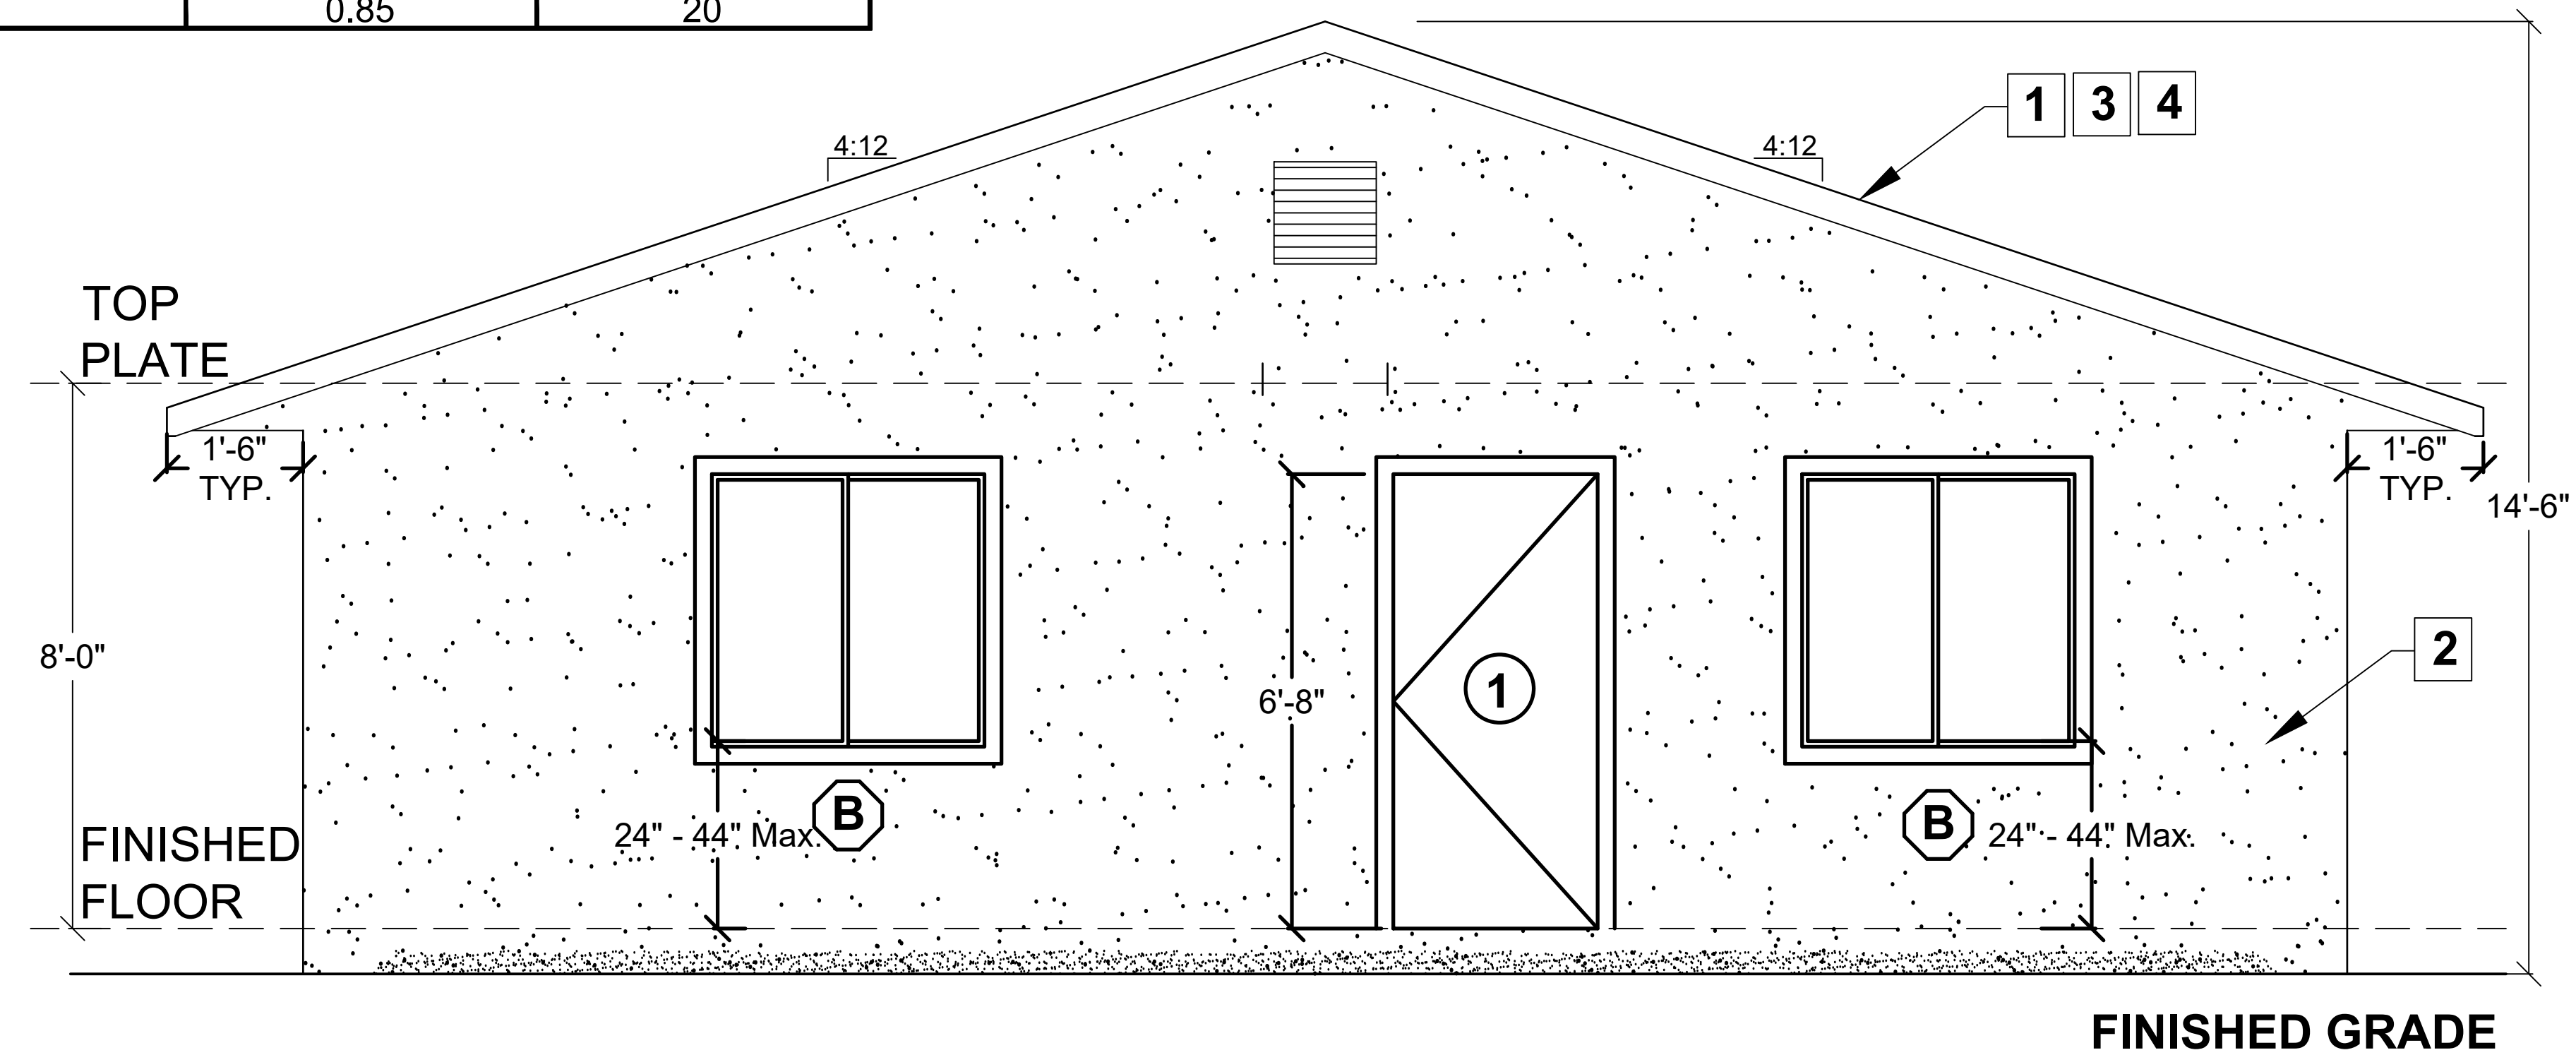 0.85 20
1 3 4
4:12 4:12
TOP
PLATE
1'-6" 1'-6"
TYP. TYP.
14'-6"
8'-0"
2
6'-8"
1
B B
24" - 44" Max. 24" - 44" Max.
FINISHED
FLOOR
FINISHED GRADE